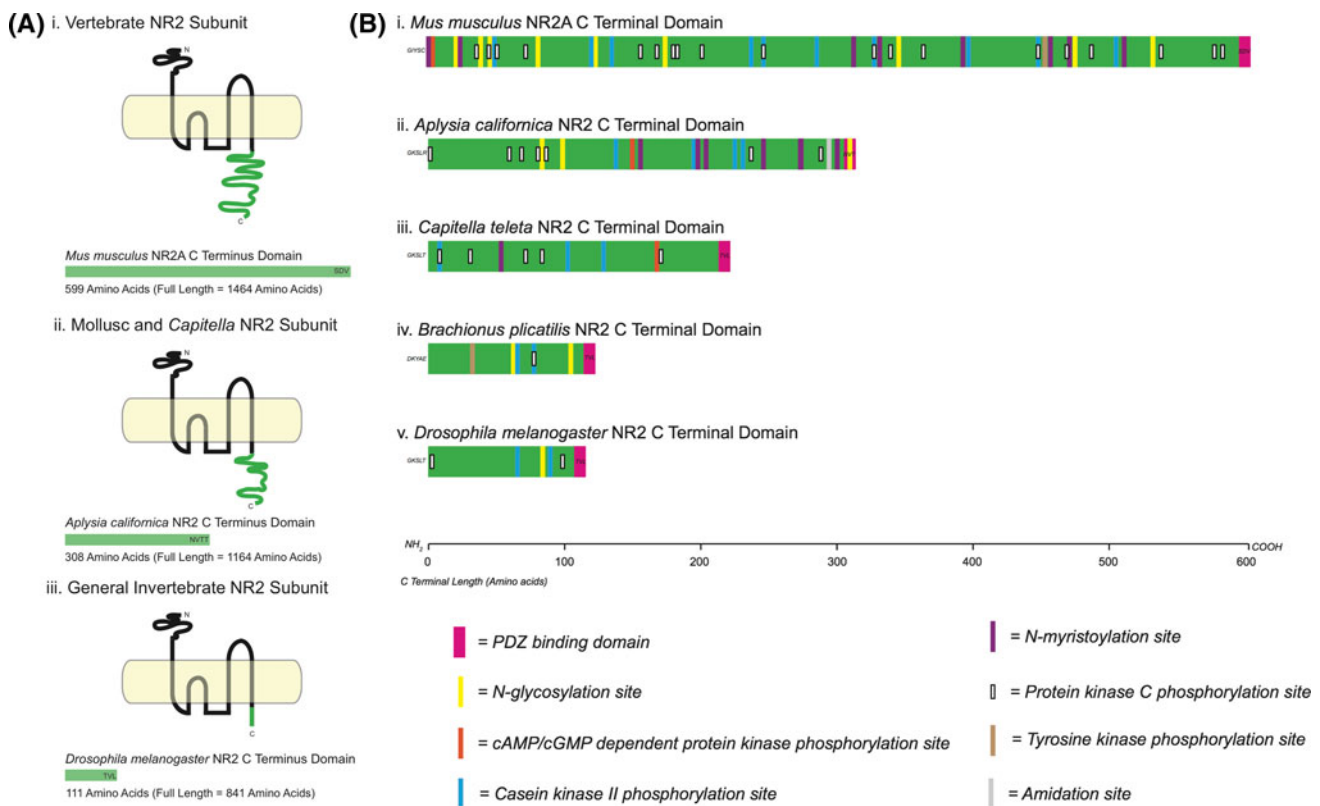 (A)
i. Vertebrate NR2 Subunit
N
C
Mus musculus NR2A C Terminus Domain
SDV
599 Amino Acids (Full Length = 1464 Amino Acids)
ii. Mollusc and Capitella NR2 Subunit
N
C
Aplysia californica NR2 C Terminus Domain
NVTT
308 Amino Acids (Full Length = 1164 Amino Acids)
iii. General Invertebrate NR2 Subunit
N
C
Drosophila melanogaster NR2 C Terminus Domain
TVL
111 Amino Acids (Full Length = 841 Amino Acids)
(B)
i. Mus musculus NR2A C Terminal Domain
GIYSC
SDV
ii. Aplysia californica NR2 C Terminal Domain
GKSLR
iii. Capitella teleta NR2 C Terminal Domain
GKSLT
TVL
iv. Brachionus plicatilis NR2 C Terminal Domain
DKYAE
TVL
v. Drosophila melanogaster NR2 C Terminal Domain
GKSLT
TVL
NH2
COOH
0 100 200 300 400 500 600
C Terminal Length (Amino acids)
= PDZ binding domain
= N-glycosylation site
= cAMP/cGMP dependent protein kinase phosphorylation site
= Casein kinase II phosphorylation site
= N-myristoylation site
= Protein kinase C phosphorylation site
= Tyrosine kinase phosphorylation site
= Amidation site